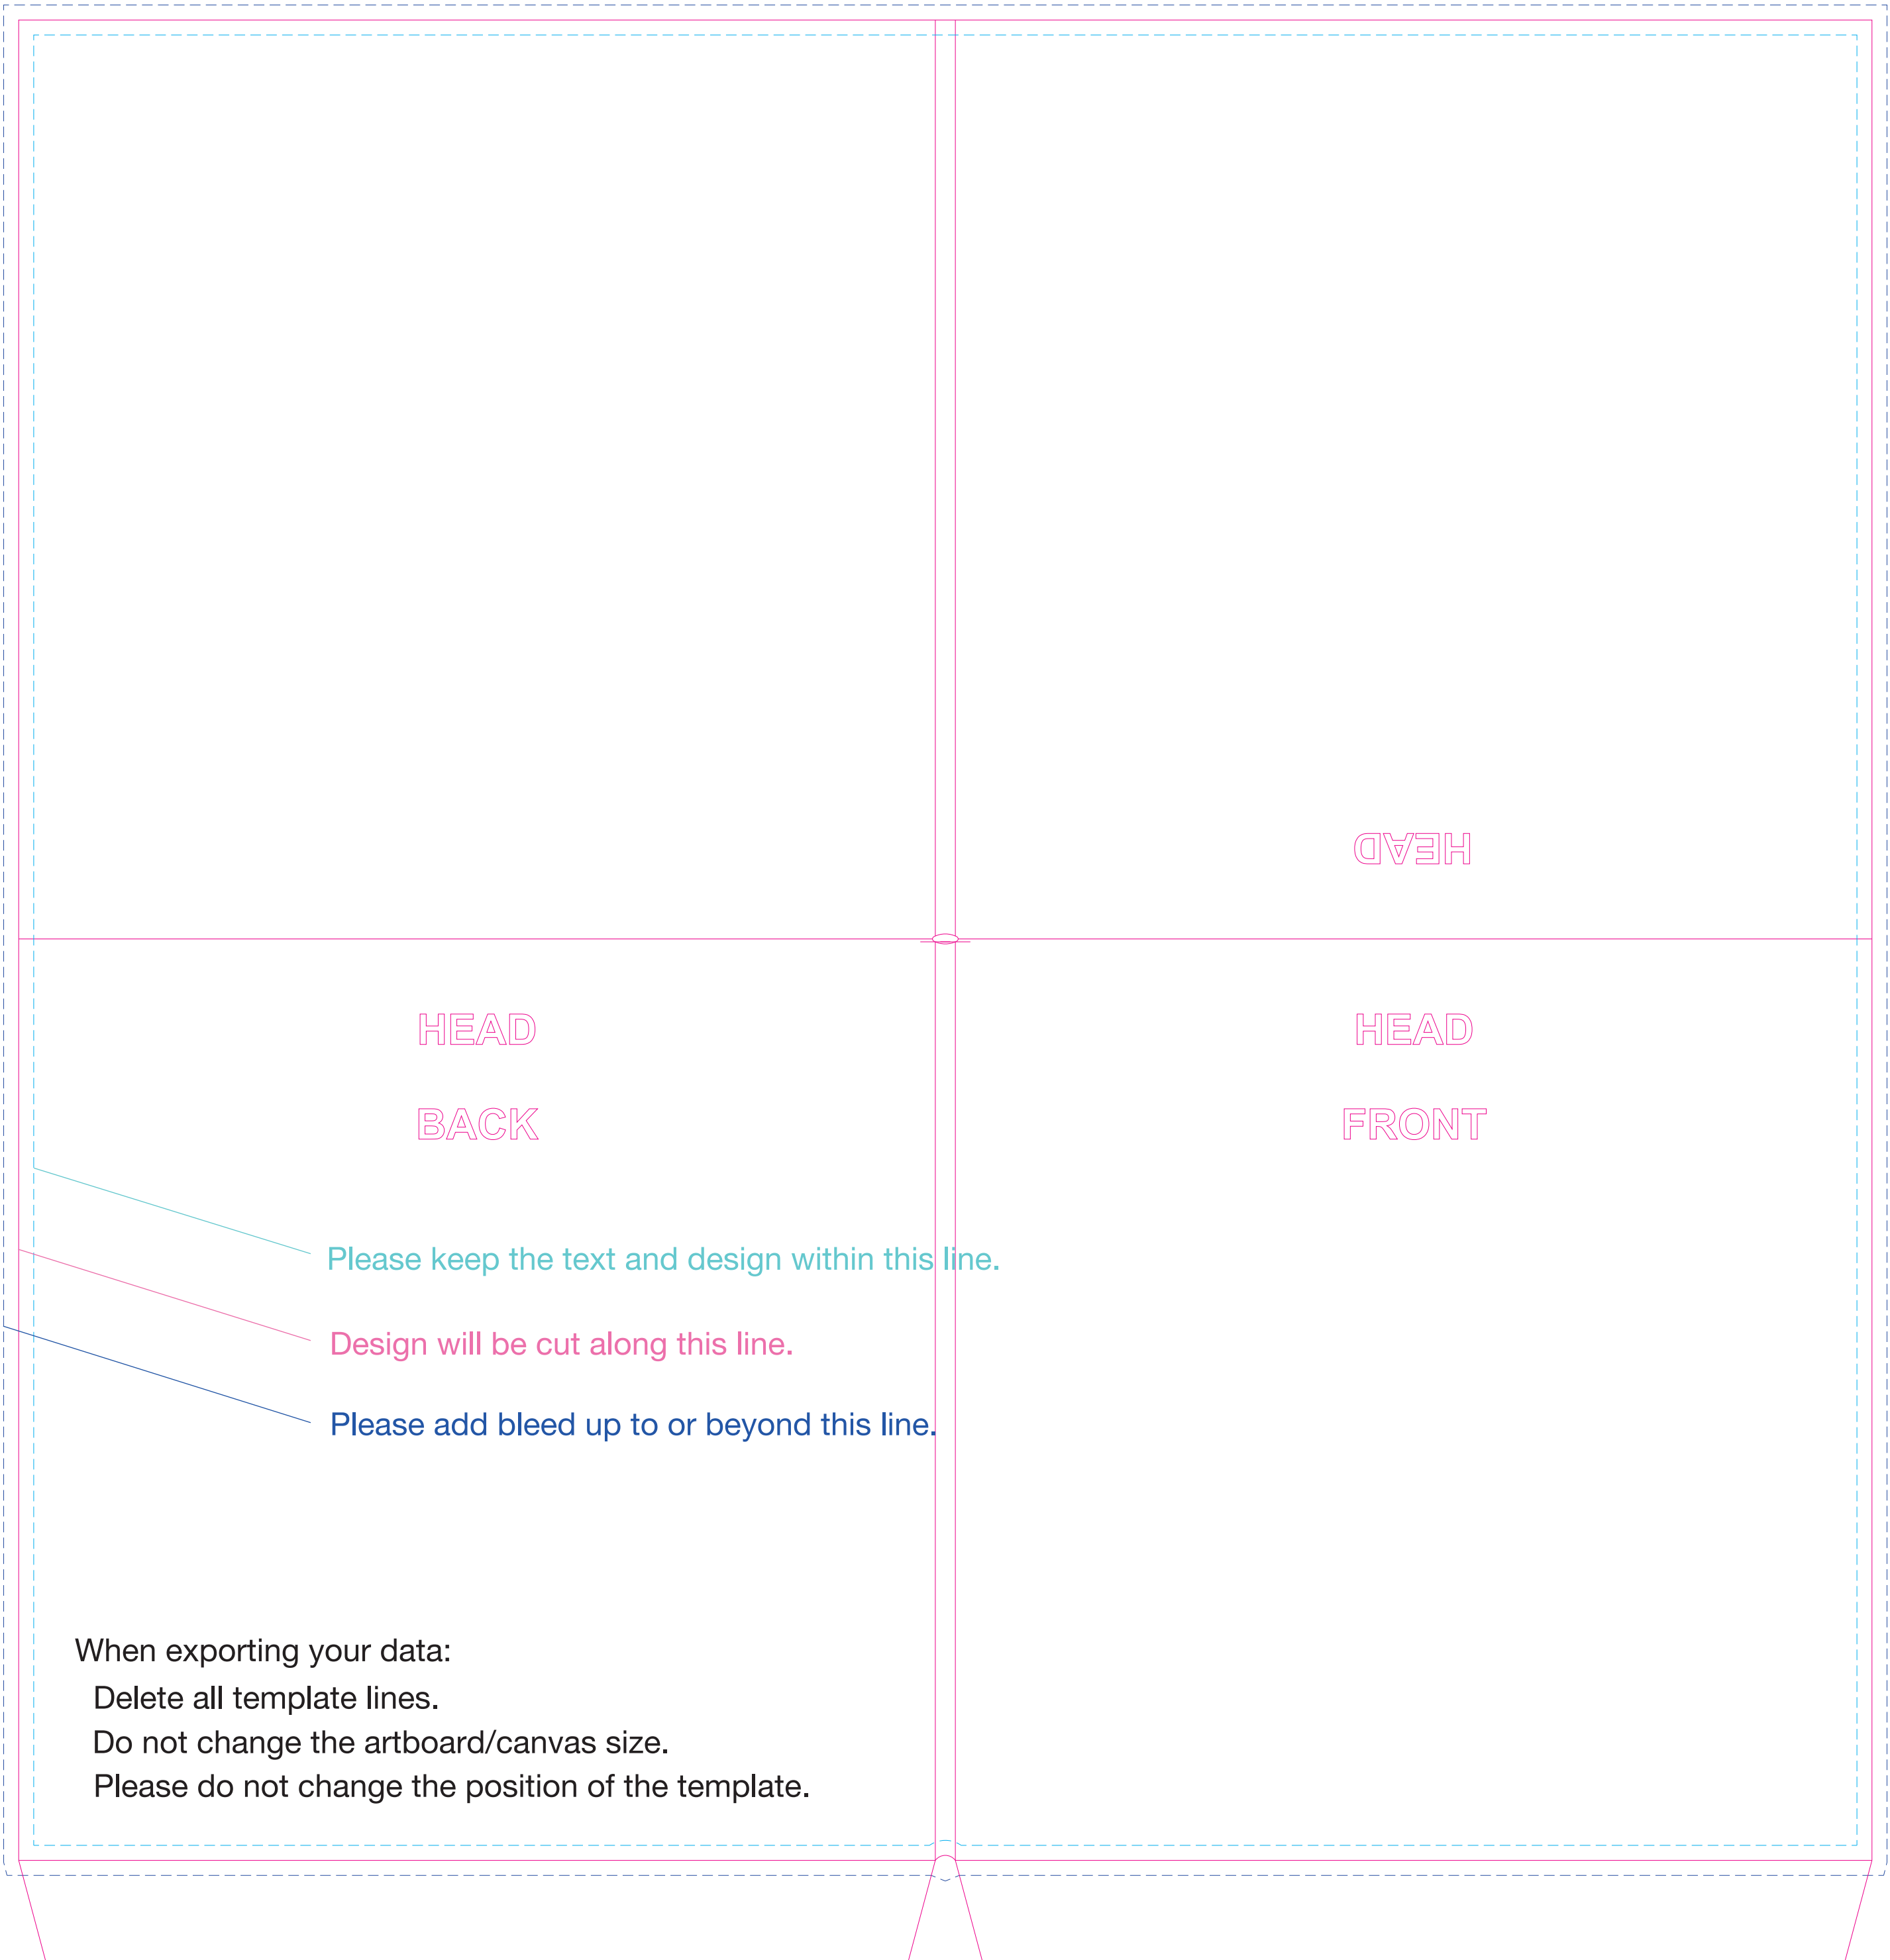 HEAD
HEAD
HEAD
BACK
FRONT
Please keep the text and design within this line.
Design will be cut along this line.
Please add bleed up to or beyond this line.
When exporting your data:
Delete all template lines.
Do not change the artboard/canvas size.
Please do not change the position of the template.